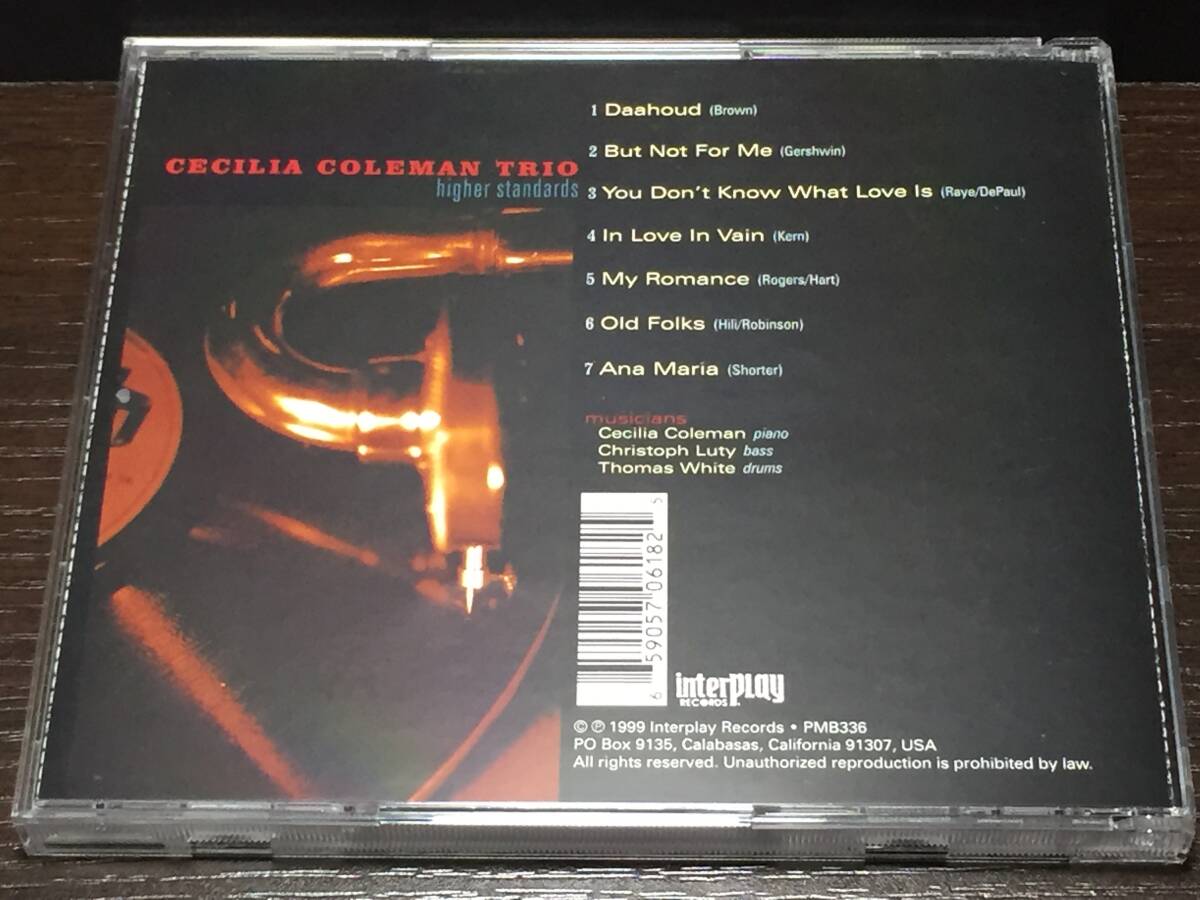 CECILIA COLEMAN TRIO
higher standards
1 Daahoud (Brown)
2 But Not For Me (Gershwin)
3 You Don't Know What Love Is (Raye/DePaul)
4 In Love In Vain (Kern)
5 My Romance (Rogers/Hart)
6 Old Folks (Hili/Robinson)
7 Ana Maria (Shorter)
musicians
Cecilia Coleman piano
Christoph Luty bass
Thomas White drums
6 59057 06182 5
interplay
RECORDS
© ℗ 1999 Interplay Records • PMB336
PO Box 9135, Calabasas, California 91307, USA
All rights reserved. Unauthorized reproduction is prohibited by law.